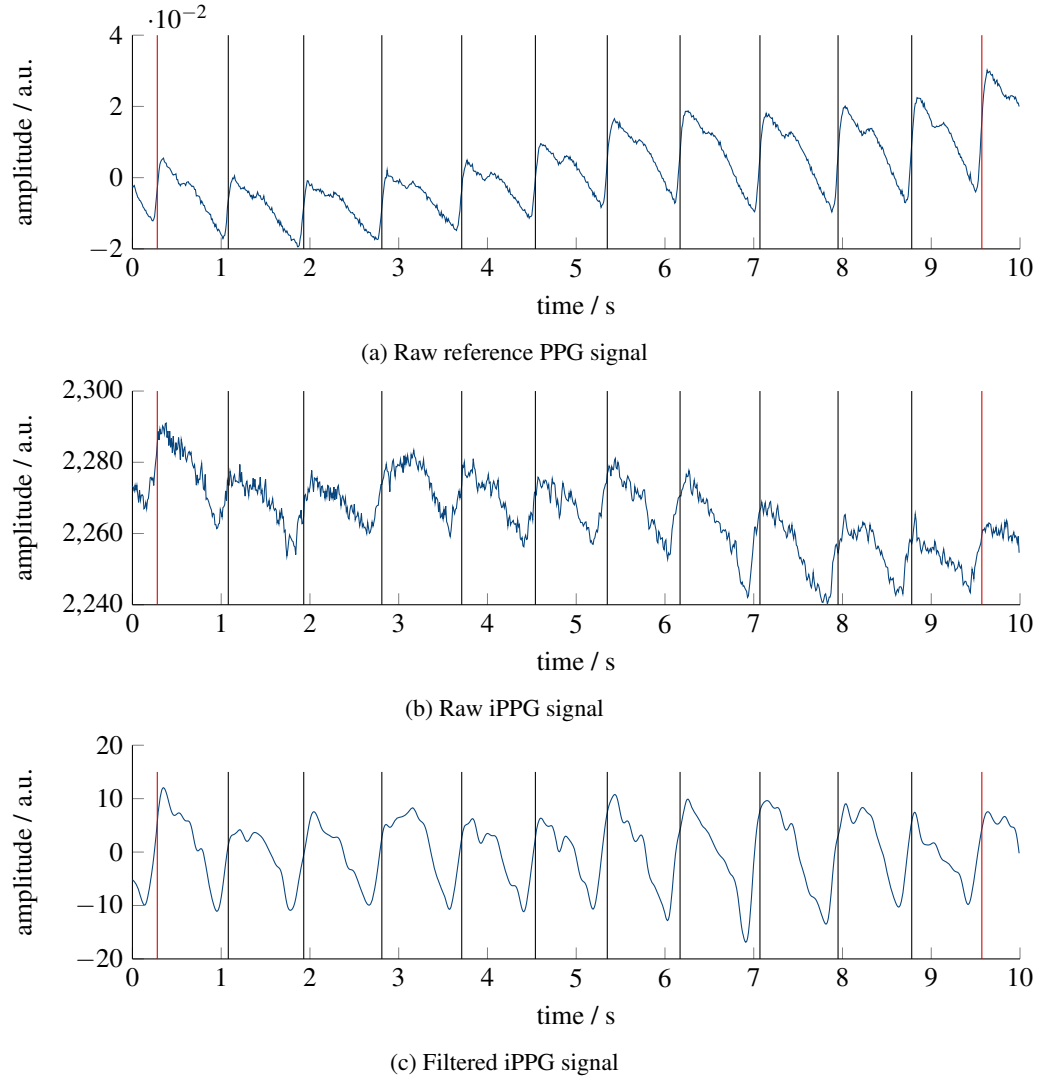 ·10−2
4
2
0
−2
amplitude / a.u.
0 1 2 3 4 5 6 7 8 9 10
time / s
(a) Raw reference PPG signal
2,300
2,280
2,260
2,240
amplitude / a.u.
0 1 2 3 4 5 6 7 8 9 10
time / s
(b) Raw iPPG signal
20
10
0
−10
−20
amplitude / a.u.
0 1 2 3 4 5 6 7 8 9 10
time / s
(c) Filtered iPPG signal